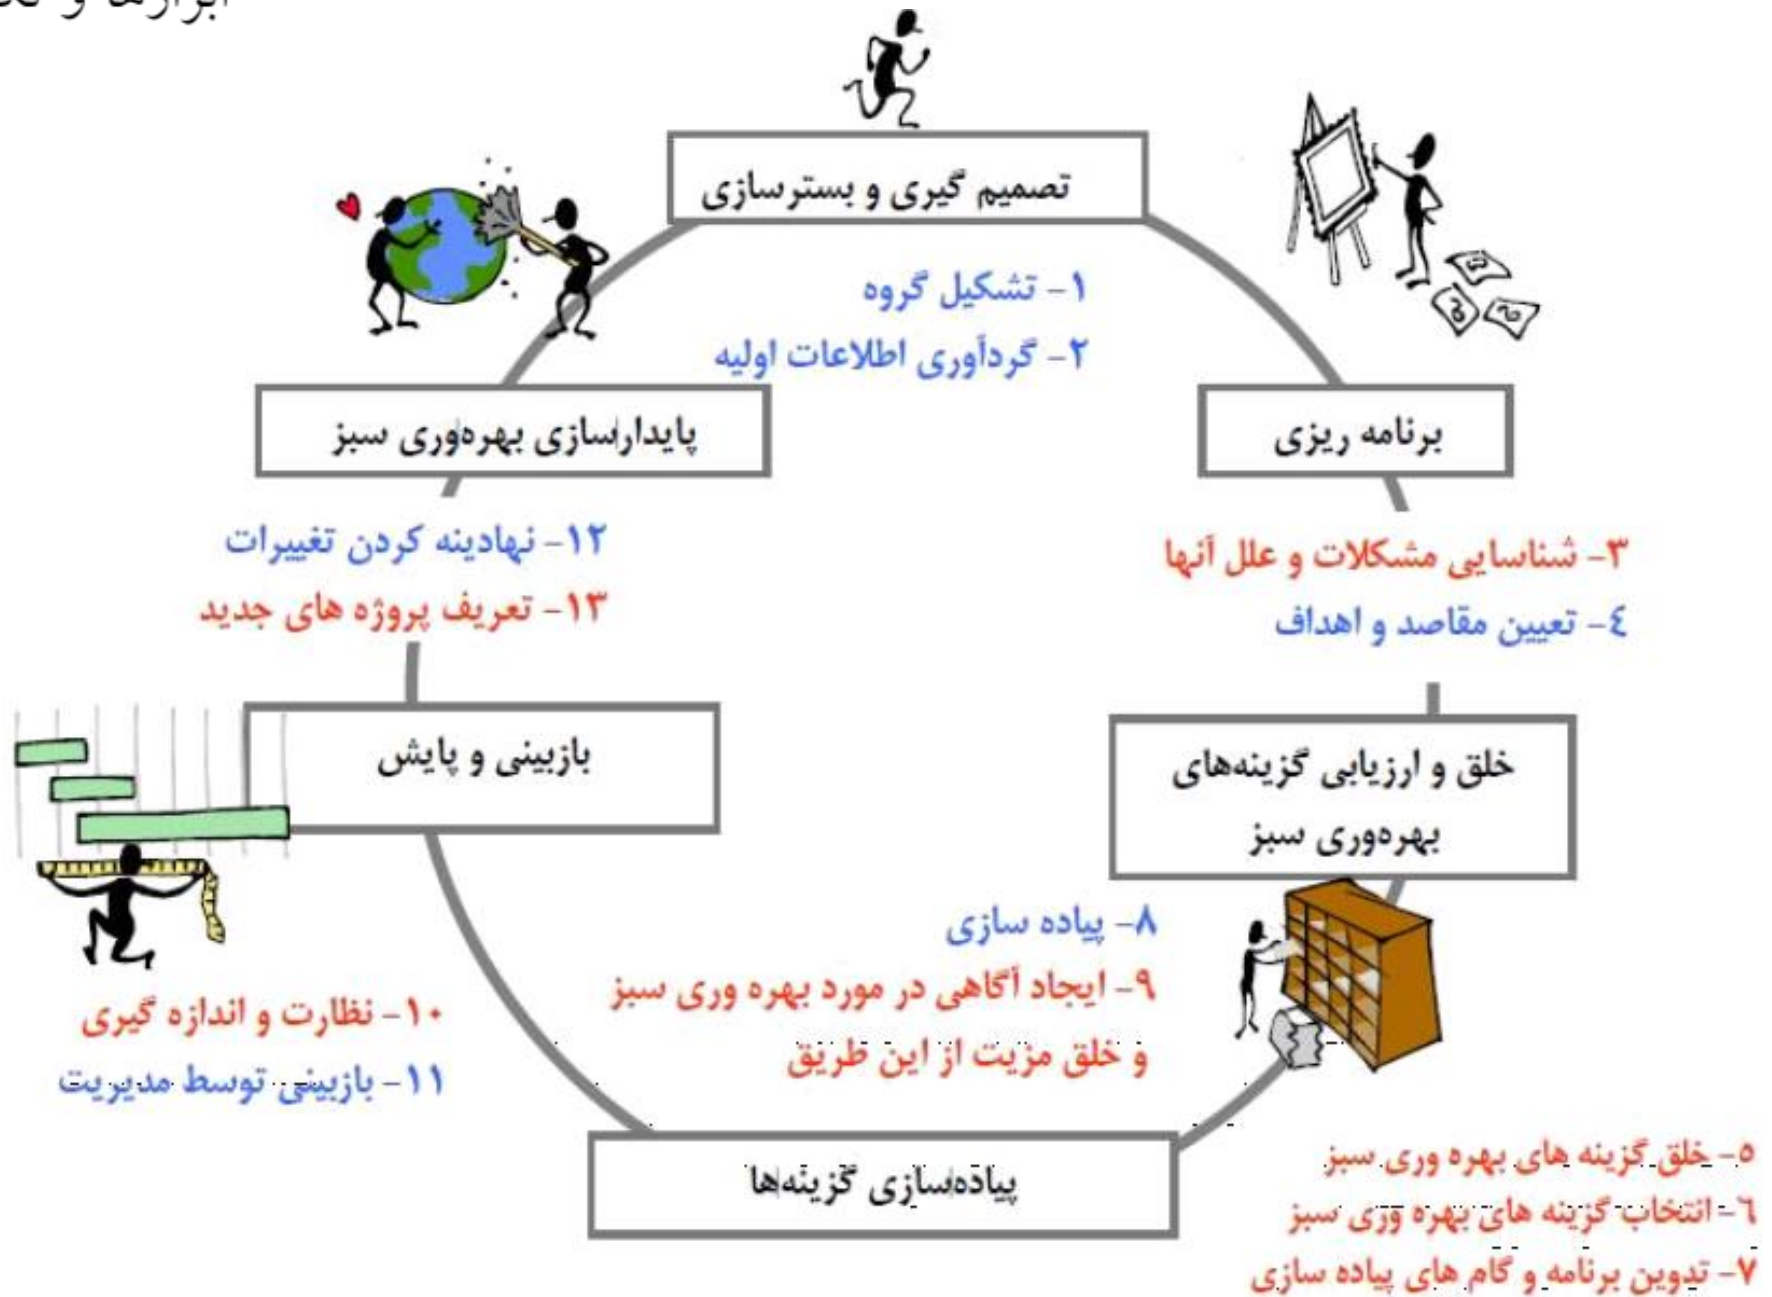 ابزارها و
تصمیم گیری و بسترسازی
۱- تشکیل گروه
۲- گردآوری اطلاعات اولیه
برنامه ریزی
۳- شناسایی مشکلات و علل آنها
٤- تعیین مقاصد و اهداف
خلق و ارزیابی گزینه‌های
بهره‌وری سبز
٥- خلق گزینه های بهره وری سبز
٦- انتخاب گزینه های بهره وری سبز
۷- تدوین برنامه و گام های پیاده سازی
پیاده‌سازی گزینه‌ها
۸- پیاده سازی
۹- ایجاد آگاهی در مورد بهره وری سبز
و خلق مزیت از این طریق
بازبینی و پایش
۱۰- نظارت و اندازه گیری
۱۱- بازبینی توسط مدیریت
پایدارسازی بهره‌وری سبز
۱۲- نهادینه کردن تغییرات
۱۳- تعریف پروژه های جدید